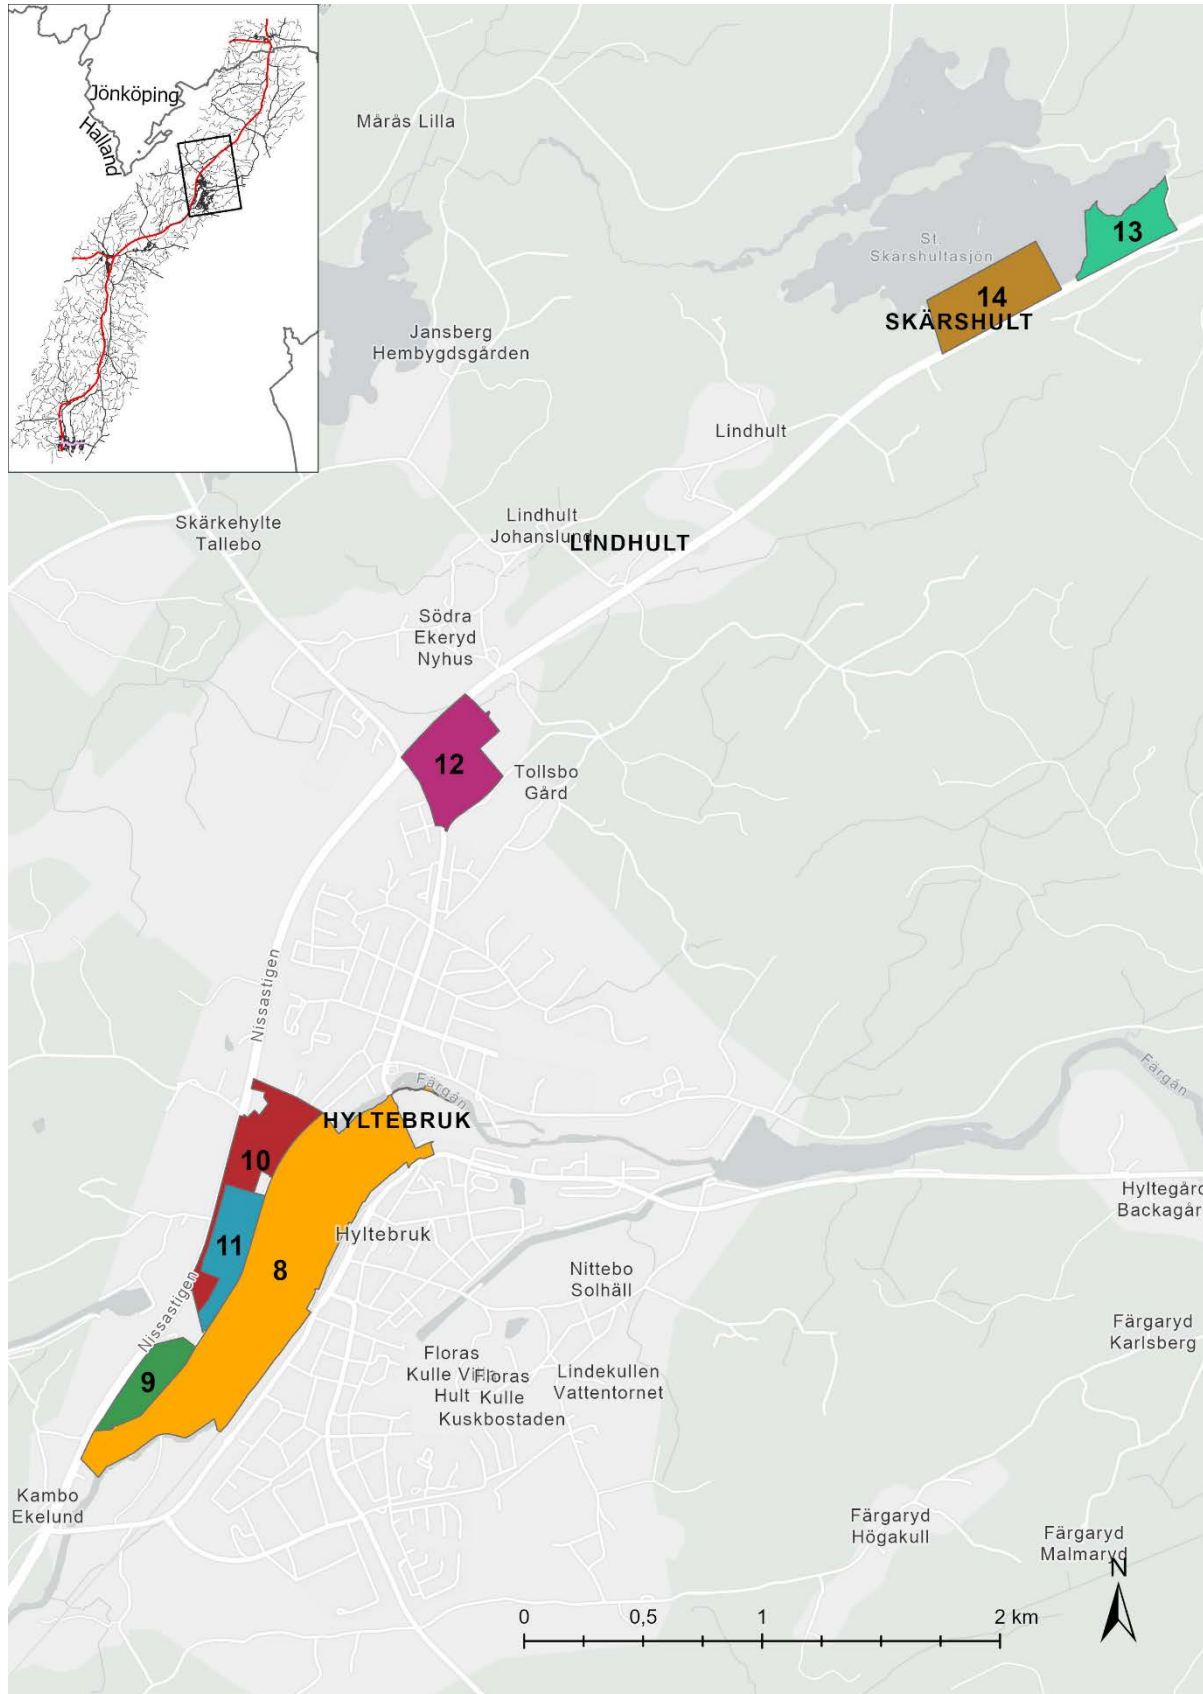 Jönköping
Halland
Mårås Lilla
13
St.
Skärshultasjön
14
SKÄRSHULT
Jansberg
Hembygdsgården
Lindhult
Skärkehylte
Tallebo
Lindhult
Johanslund
LINDHULT
Södra
Ekeryd
Nyhus
12
Tollsbo
Gård
Nissastigen
Färgån
Färgån
HYLTEBRUK
10
Hyltegård
Backagår
11
Hyltebruk
8
Nittebo
Solhäll
Nissastigen
Färgaryd
Karlsberg
9
Floras
Kulle Villa
Hult
Floras
Kulle
Kuskbostaden
Lindekullen
Vattentornet
Kambo
Ekelund
Färgaryd
Högakull
Färgaryd
Malmaryd
N
0 0,5 1 2 km